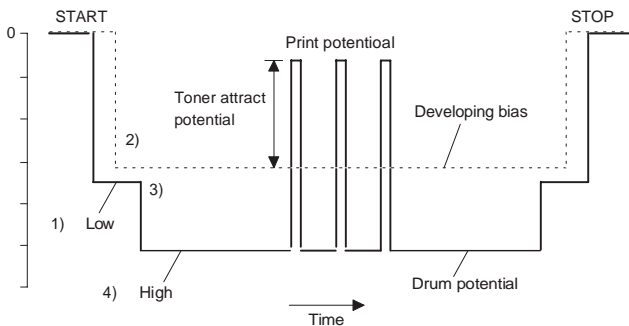 START
STOP
0
Print potentioal
Toner attract
potential
Developing bias
2)
3)
1)
Low
Drum potential
4)
High
Time